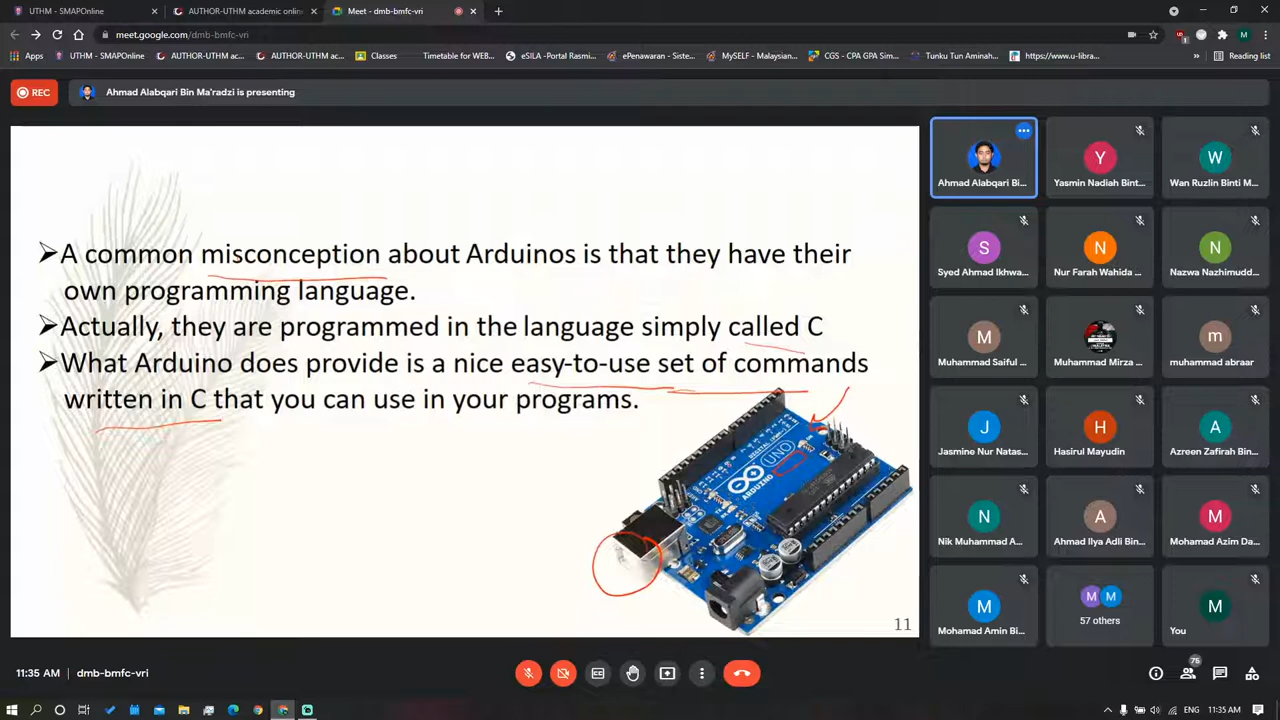 UTHM - SMAPOnline
AUTHOR-UTHM academic onlin
Meet - dmb-bmfc-vri
meet.google.com/dmb-bmfc-vri
Apps
UTHM - SMAPOnline
AUTHOR-UTHM ac...
AUTHOR-UTHM ac...
Classes
Timetable for WEB...
eSILA -Portal Rasmi...
ePenawaran - Siste...
MySELF - Malaysian...
CGS - CPA GPA Sim...
Tunku Tun Aminah...
https://www.u-libra...
»
Reading list
REC
Ahmad Alabqari Bin Ma'radzi is presenting
➢A common misconception about Arduinos is that they have their
own programming language.
➢Actually, they are programmed in the language simply called C
➢What Arduino does provide is a nice easy-to-use set of commands
written in C that you can use in your programs.
DIGITAL (PWM~)
UNO
ARDUINO
11
Ahmad Alabqari Bi...
Y
Yasmin Nadiah Bint...
W
Wan Ruzlin Binti M...
S
Syed Ahmad Ikhwa...
N
Nur Farah Wahida ...
N
Nazwa Nazhimudd...
M
Muhammad Saiful ...
Muhammad Mirza ...
m
muhammad abraar
J
Jasmine Nur Natas...
H
Hasirul Mayudin
A
Azreen Zafirah Bin...
N
Nik Muhammad A...
A
Ahmad Ilya Adli Bin...
M
Mohamad Azim Da...
M
Mohamad Amin Bi...
M M
57 others
M
You
11:35 AM
dmb-bmfc-vri
75
ENG
11:35 AM